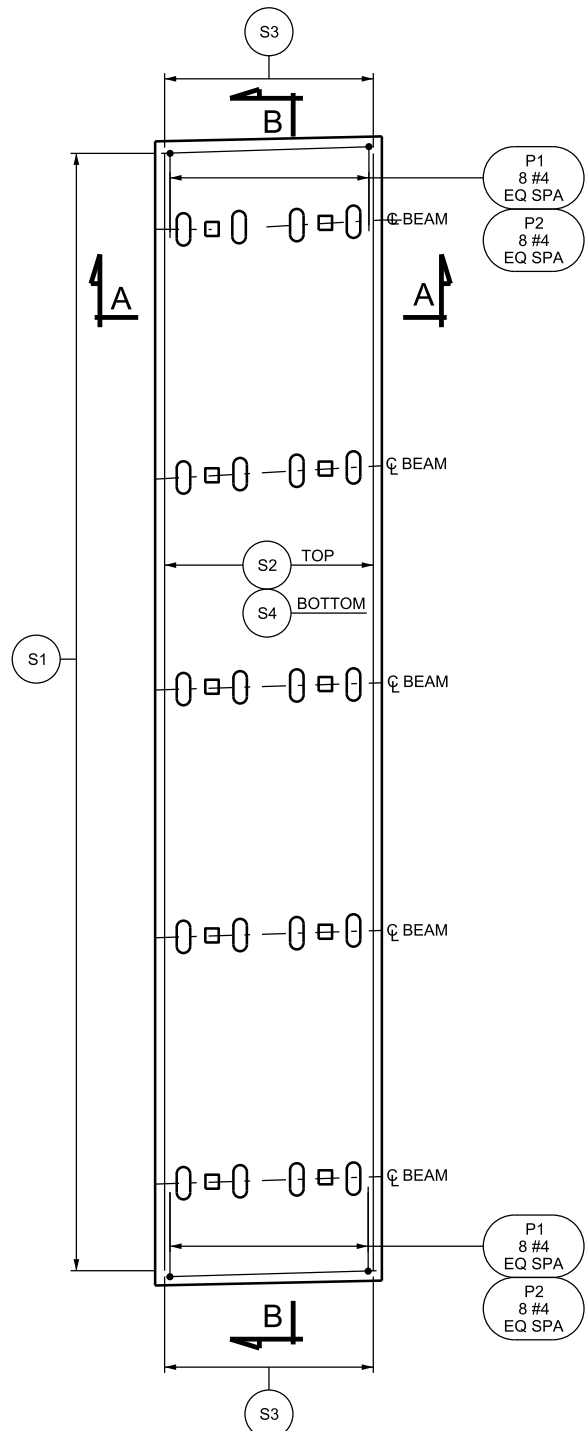 S3
B
P1
8 #4
EQ SPA
P2
8 #4
EQ SPA
℄ BEAM
A
A
℄ BEAM
S2 TOP
S4 BOTTOM
S1
℄ BEAM
℄ BEAM
℄ BEAM
P1
8 #4
EQ SPA
P2
8 #4
EQ SPA
B
S3